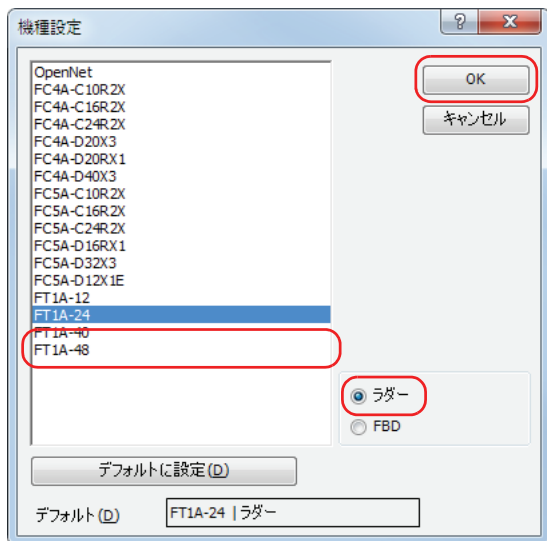 機種設定
?
X
OpenNet
FC4A-C10R2X
FC4A-C16R2X
FC4A-C24R2X
FC4A-D20X3
FC4A-D20RX1
FC4A-D40X3
FC5A-C10R2X
FC5A-C16R2X
FC5A-C24R2X
FC5A-D16RX1
FC5A-D32X3
FC5A-D12X1E
FT1A-12
FT1A-24
FT1A-40
FT1A-48
OK
キャンセル
ラダー
FBD
デフォルトに設定(D)
デフォルト(D) FT1A-24 | ラダー